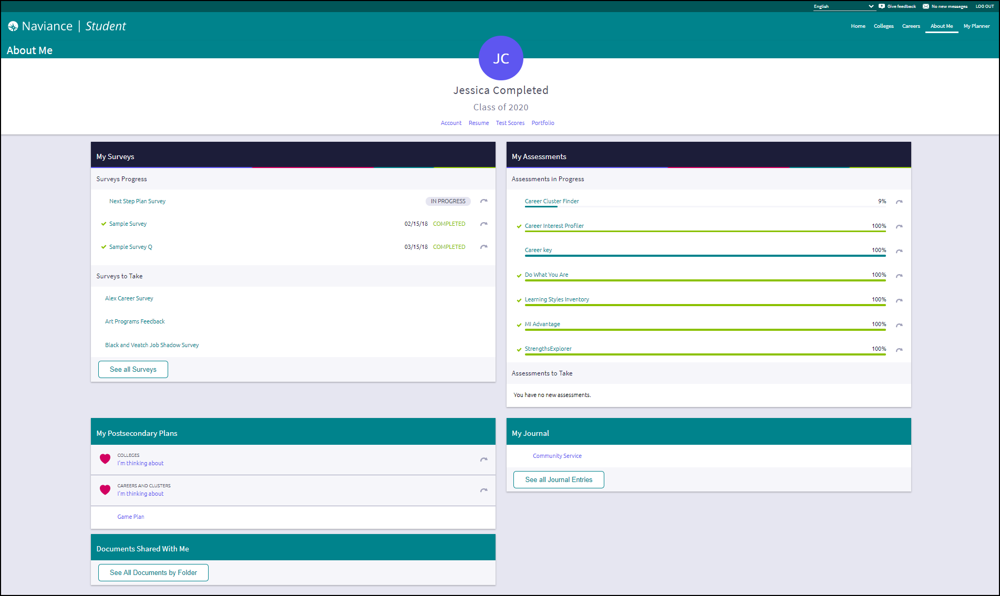 English Give feedback No new messages LOG OUT
Naviance | Student
Home Colleges Careers About Me My Planner
About Me
JC
Jessica Completed
Class of 2020
Account Resume Test Scores Portfolio
My Surveys
Surveys Progress
Next Step Plan Survey IN PROGRESS
Sample Survey 02/15/18 COMPLETED
Sample Survey Q 03/15/18 COMPLETED
Surveys to Take
Alex Career Survey
Art Programs Feedback
Black and Veatch Job Shadow Survey
See all Surveys
My Assessments
Assessments in Progress
Career Cluster Finder 9%
Career Interest Profiler 100%
Career key 100%
Do What You Are 100%
Learning Styles Inventory 100%
MI Advantage 100%
StrengthsExplorer 100%
Assessments to Take
You have no new assessments.
My Postsecondary Plans
COLLEGES
I'm thinking about
CAREERS AND CLUSTERS
I'm thinking about
Game Plan
My Journal
Community Service
See all Journal Entries
Documents Shared With Me
See All Documents by Folder